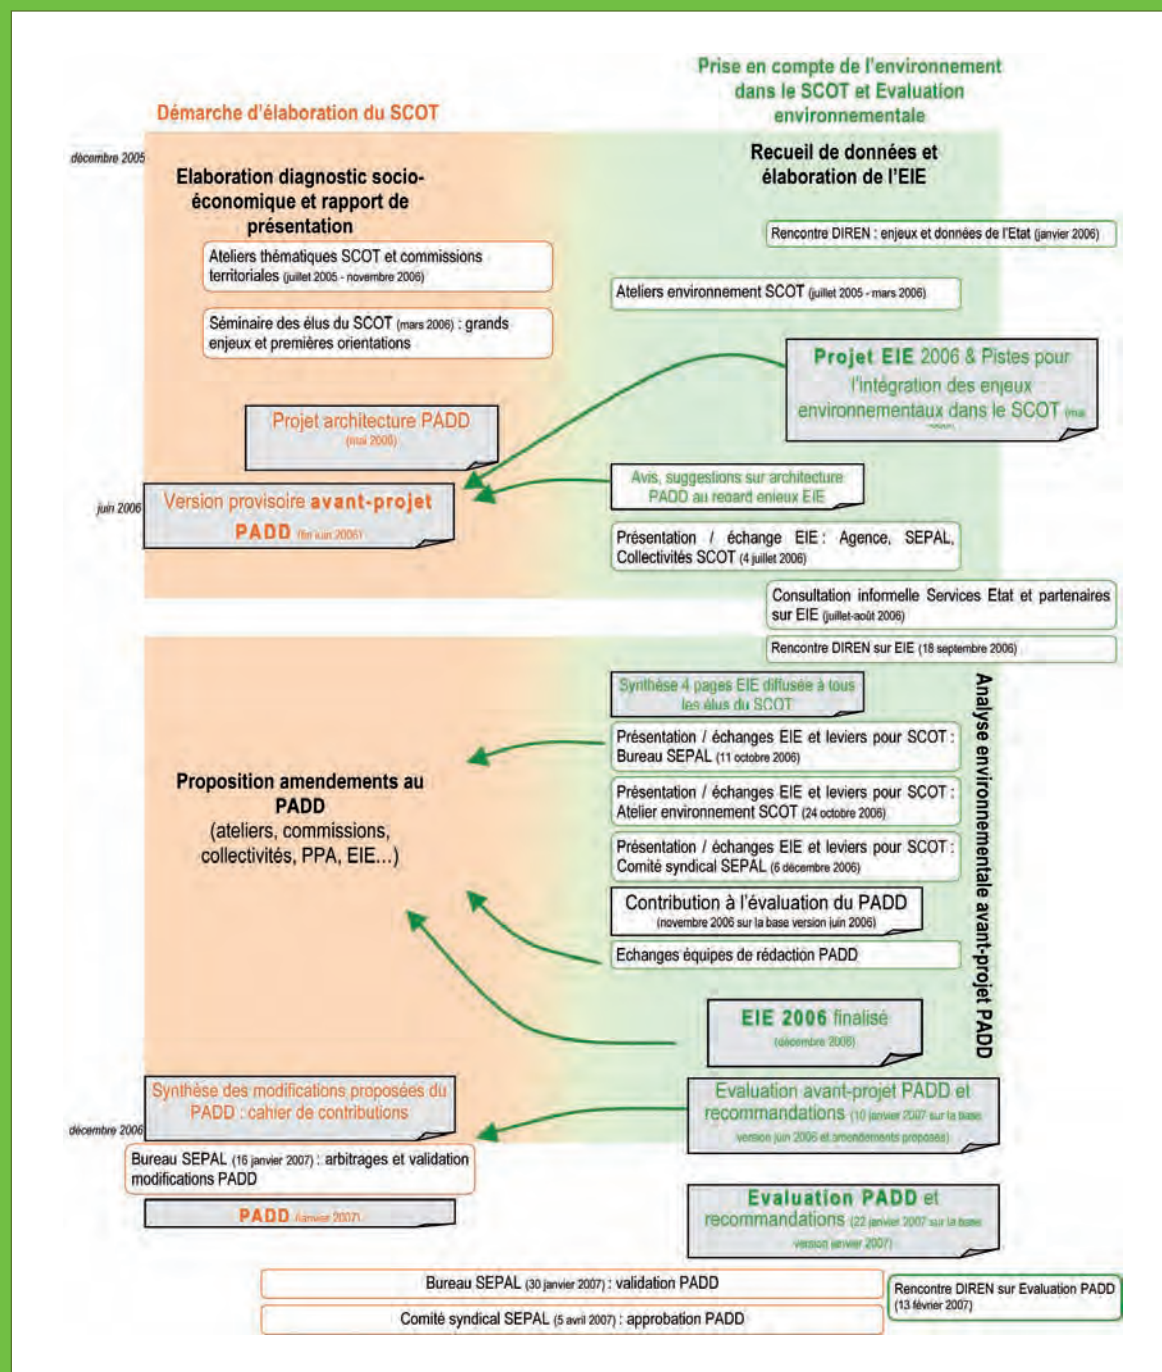 Prise en compte de l'environnement
dans le SCOT et Evaluation
environnementale
Démarche d'élaboration du SCOT
décembre 2005
Recueil de données et
élaboration de l'EIE
Elaboration diagnostic socio-
économique et rapport de
présentation
Rencontre DIREN : enjeux et données de l'Etat (janvier 2006)
Ateliers thématiques SCOT et commissions
territoriales (juillet 2005 - novembre 2006)
Ateliers environnement SCOT (juillet 2005 - mars 2006)
Séminaire des élus du SCOT (mars 2006) : grands
enjeux et premières orientations
Projet EIE 2006 & Pistes pour
l'intégration des enjeux
environnementaux dans le SCOT (mai
Projet architecture PADD
(mai 2006)
Avis, suggestions sur architecture
PADD au regard enjeux EIE
juin 2006
Version provisoire avant-projet
PADD (fin juin 2006)
Présentation / échange EIE : Agence, SEPAL,
Collectivités SCOT (4 juillet 2006)
Consultation informelle Services Etat et partenaires
sur EIE (juillet-août 2006)
Rencontre DIREN sur EIE (18 septembre 2006)
Synthèse 4 pages EIE diffusée à tous
les élus du SCOT
Présentation / échanges EIE et leviers pour SCOT :
Bureau SEPAL (11 octobre 2006)
Présentation / échanges EIE et leviers pour SCOT :
Atelier environnement SCOT (24 octobre 2006)
Présentation / échanges EIE et leviers pour SCOT :
Comité syndical SEPAL (6 décembre 2006)
Proposition amendements au
PADD
(ateliers, commissions,
collectivités, PPA, EIE...)
Contribution à l'évaluation du PADD
(novembre 2006 sur la base version juin 2006)
Echanges équipes de rédaction PADD
Analyse environnementale avant-projet PADD
EIE 2006 finalisé
(décembre 2006)
Synthèse des modifications proposées du
PADD : cahier de contributions
Evaluation avant-projet PADD et
recommandations (10 janvier 2007 sur la base
version juin 2006 et amendements proposés)
décembre 2006
Bureau SEPAL (16 janvier 2007) : arbitrages et validation
modifications PADD
PADD (janvier 2007)
Evaluation PADD et
recommandations (22 janvier 2007 sur la base
version janvier 2007)
Bureau SEPAL (30 janvier 2007) : validation PADD
Rencontre DIREN sur Evaluation PADD
(13 février 2007)
Comité syndical SEPAL (5 avril 2007) : approbation PADD